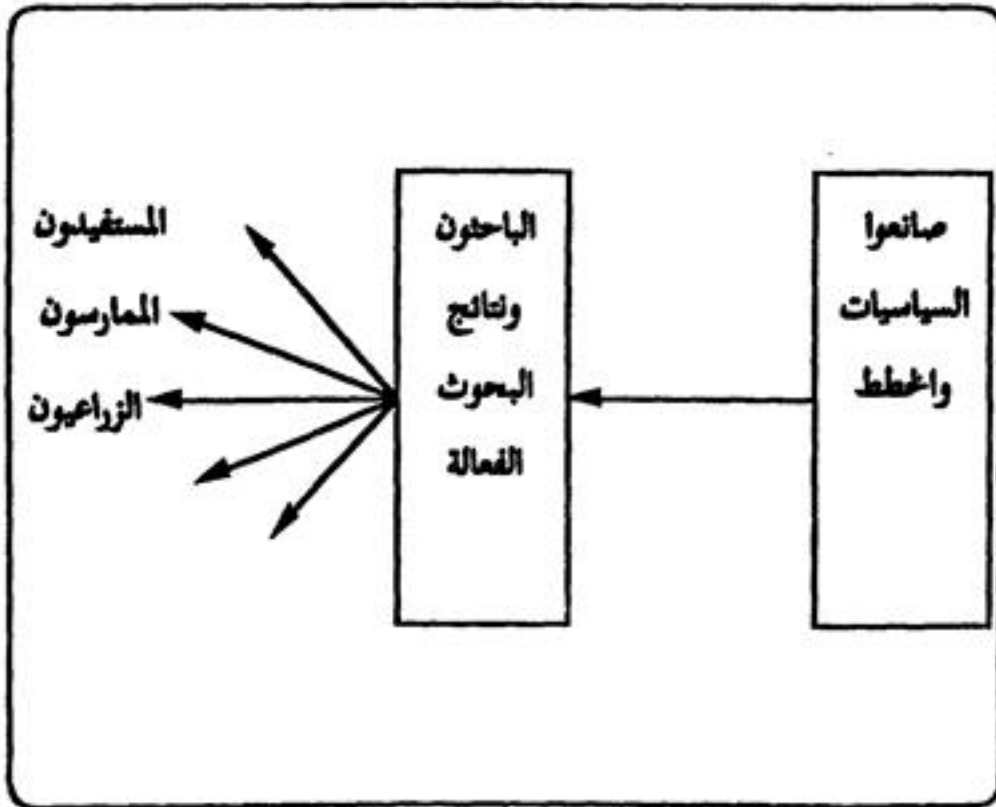 صانعوا
السياسيات
والخطط
الباحثون
ونتائج
البحوث
الفعالة
المستفيدون
الممارسون
الزراعيون